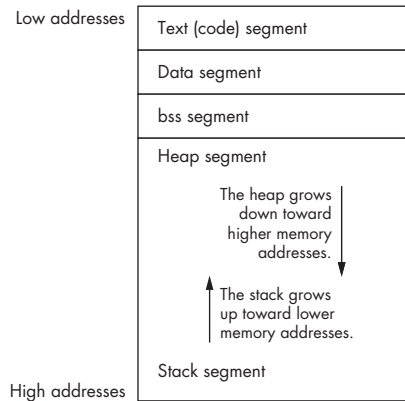 Low addresses
Text (code) segment
Data segment
bss segment
Heap segment
The heap grows
down toward
higher memory
addresses.
The stack grows
up toward lower
memory addresses.
Stack segment
High addresses